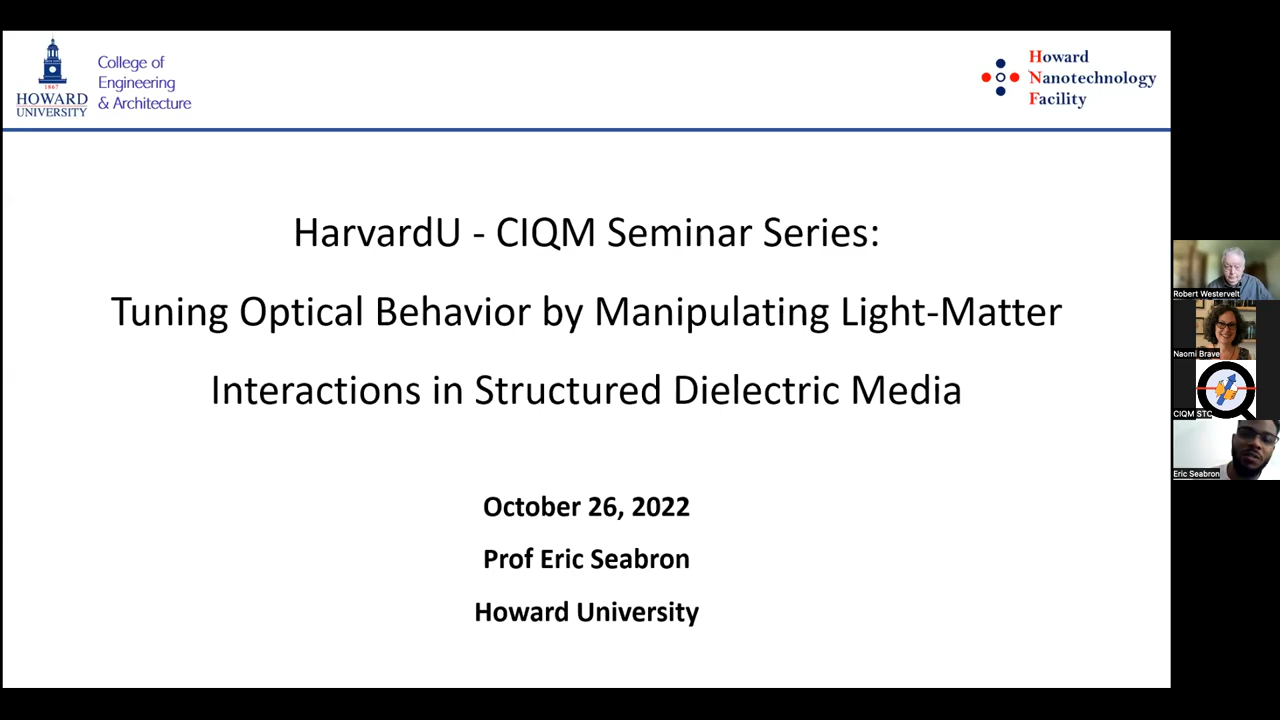 College of
Engineering
& Architecture
1867
HOWARD
UNIVERSITY
Howard
Nanotechnology
Facility
HarvardU - CIQM Seminar Series:
Tuning Optical Behavior by Manipulating Light-Matter
Interactions in Structured Dielectric Media
October 26, 2022
Prof Eric Seabron
Howard University
Robert Westervelt
Naomi Brave
CIQM STC
Eric Seabron